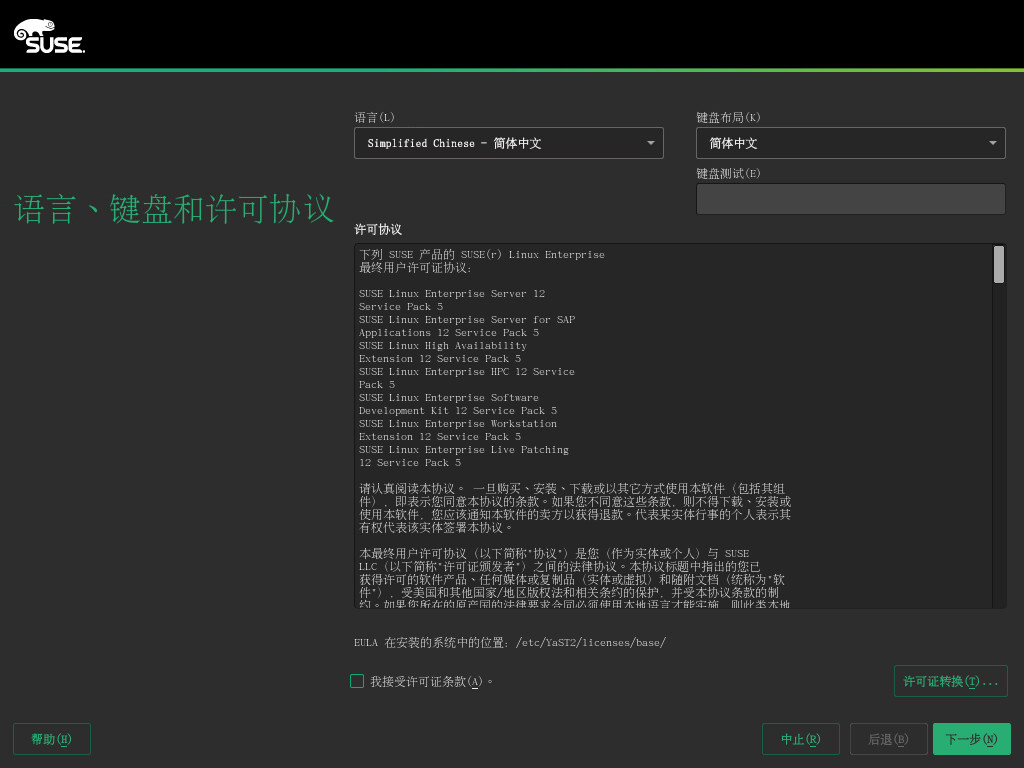 SUSE.
语言(L)
键盘布局(K)
Simplified Chinese - 简体中文
简体中文
键盘测试(E)
语言、键盘和许可协议
许可协议
下列 SUSE 产品的 SUSE(r) Linux Enterprise
最终用户许可证协议:
SUSE Linux Enterprise Server 12
Service Pack 5
SUSE Linux Enterprise Server for SAP
Applications 12 Service Pack 5
SUSE Linux High Availability
Extension 12 Service Pack 5
SUSE Linux Enterprise HPC 12 Service
Pack 5
SUSE Linux Enterprise Software
Development Kit 12 Service Pack 5
SUSE Linux Enterprise Workstation
Extension 12 Service Pack 5
SUSE Linux Enterprise Live Patching
12 Service Pack 5
请认真阅读本协议。 一旦购买、安装、下载或以其它方式使用本软件（包括其组
件），即表示您同意本协议的条款。如果您不同意这些条款，则不得下载、安装或
使用本软件，您应该通知本软件的卖方以获得退款。代表某实体行事的个人表示其
有权代表该实体签署本协议。
本最终用户许可协议（以下简称"协议"）是您（作为实体或个人）与 SUSE
LLC（以下简称"许可证颁发者"）之间的法律协议。本协议标题中指出的您已
获得许可的软件产品、任何媒体或复制品（实体或虚拟）和随附文档（统称为"软
件"），受美国和其他国家/地区版权法和相关条约的保护，并受本协议条款的制
约。如果您所在的原产国的法律要求合同必须使用本地语言才能实施，则此类本地
EULA 在安装的系统中的位置: /etc/YaST2/licenses/base/
我接受许可证条款(A)。
许可证转换(T)...
帮助(H)
中止(R)
后退(B)
下一步(N)